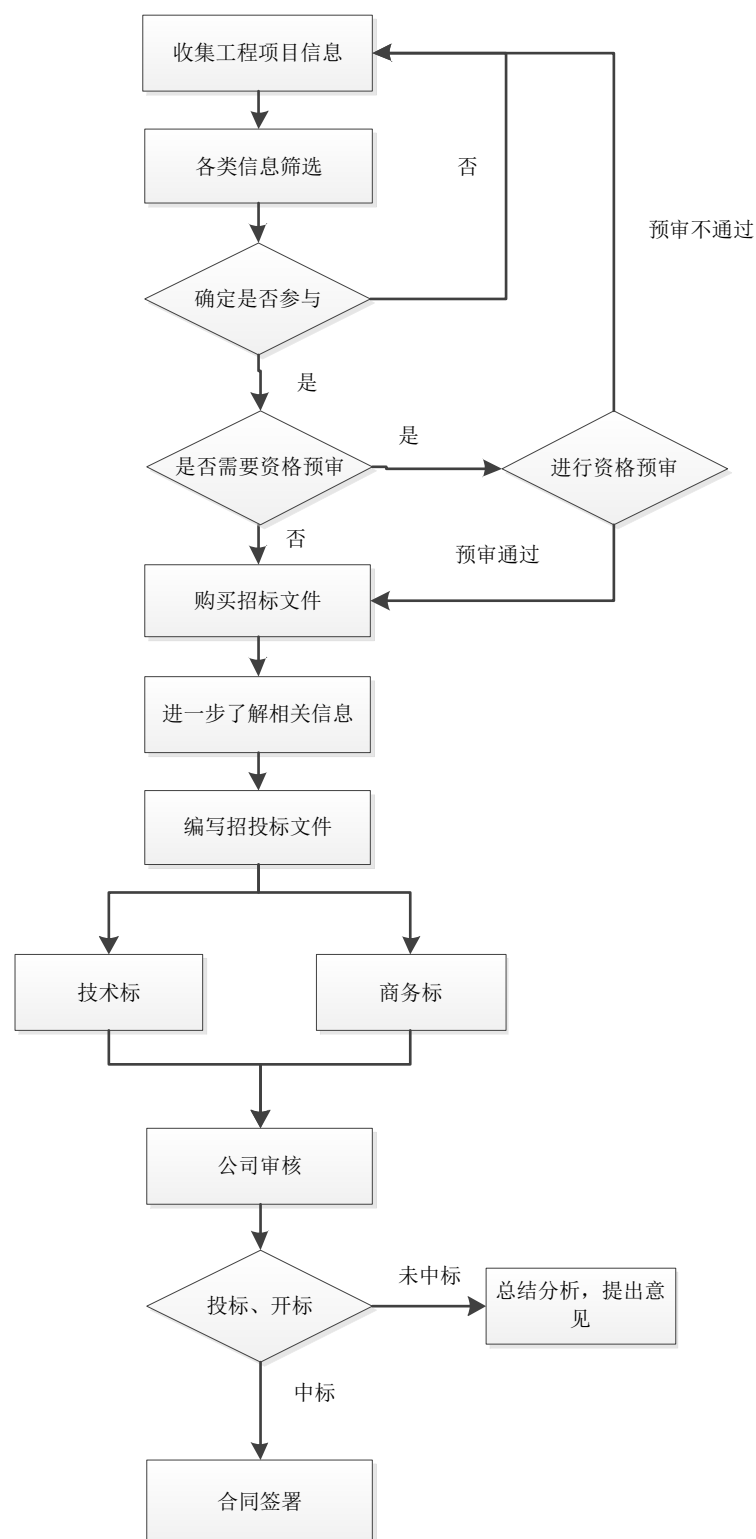 收集工程项目信息
各类信息筛选
否
预审不通过
确定是否参与
是
是否需要资格预审
是
进行资格预审
否
预审通过
购买招标文件
进一步了解相关信息
编写招投标文件
技术标
商务标
公司审核
投标、开标
未中标
总结分析，提出意
见
中标
合同签署